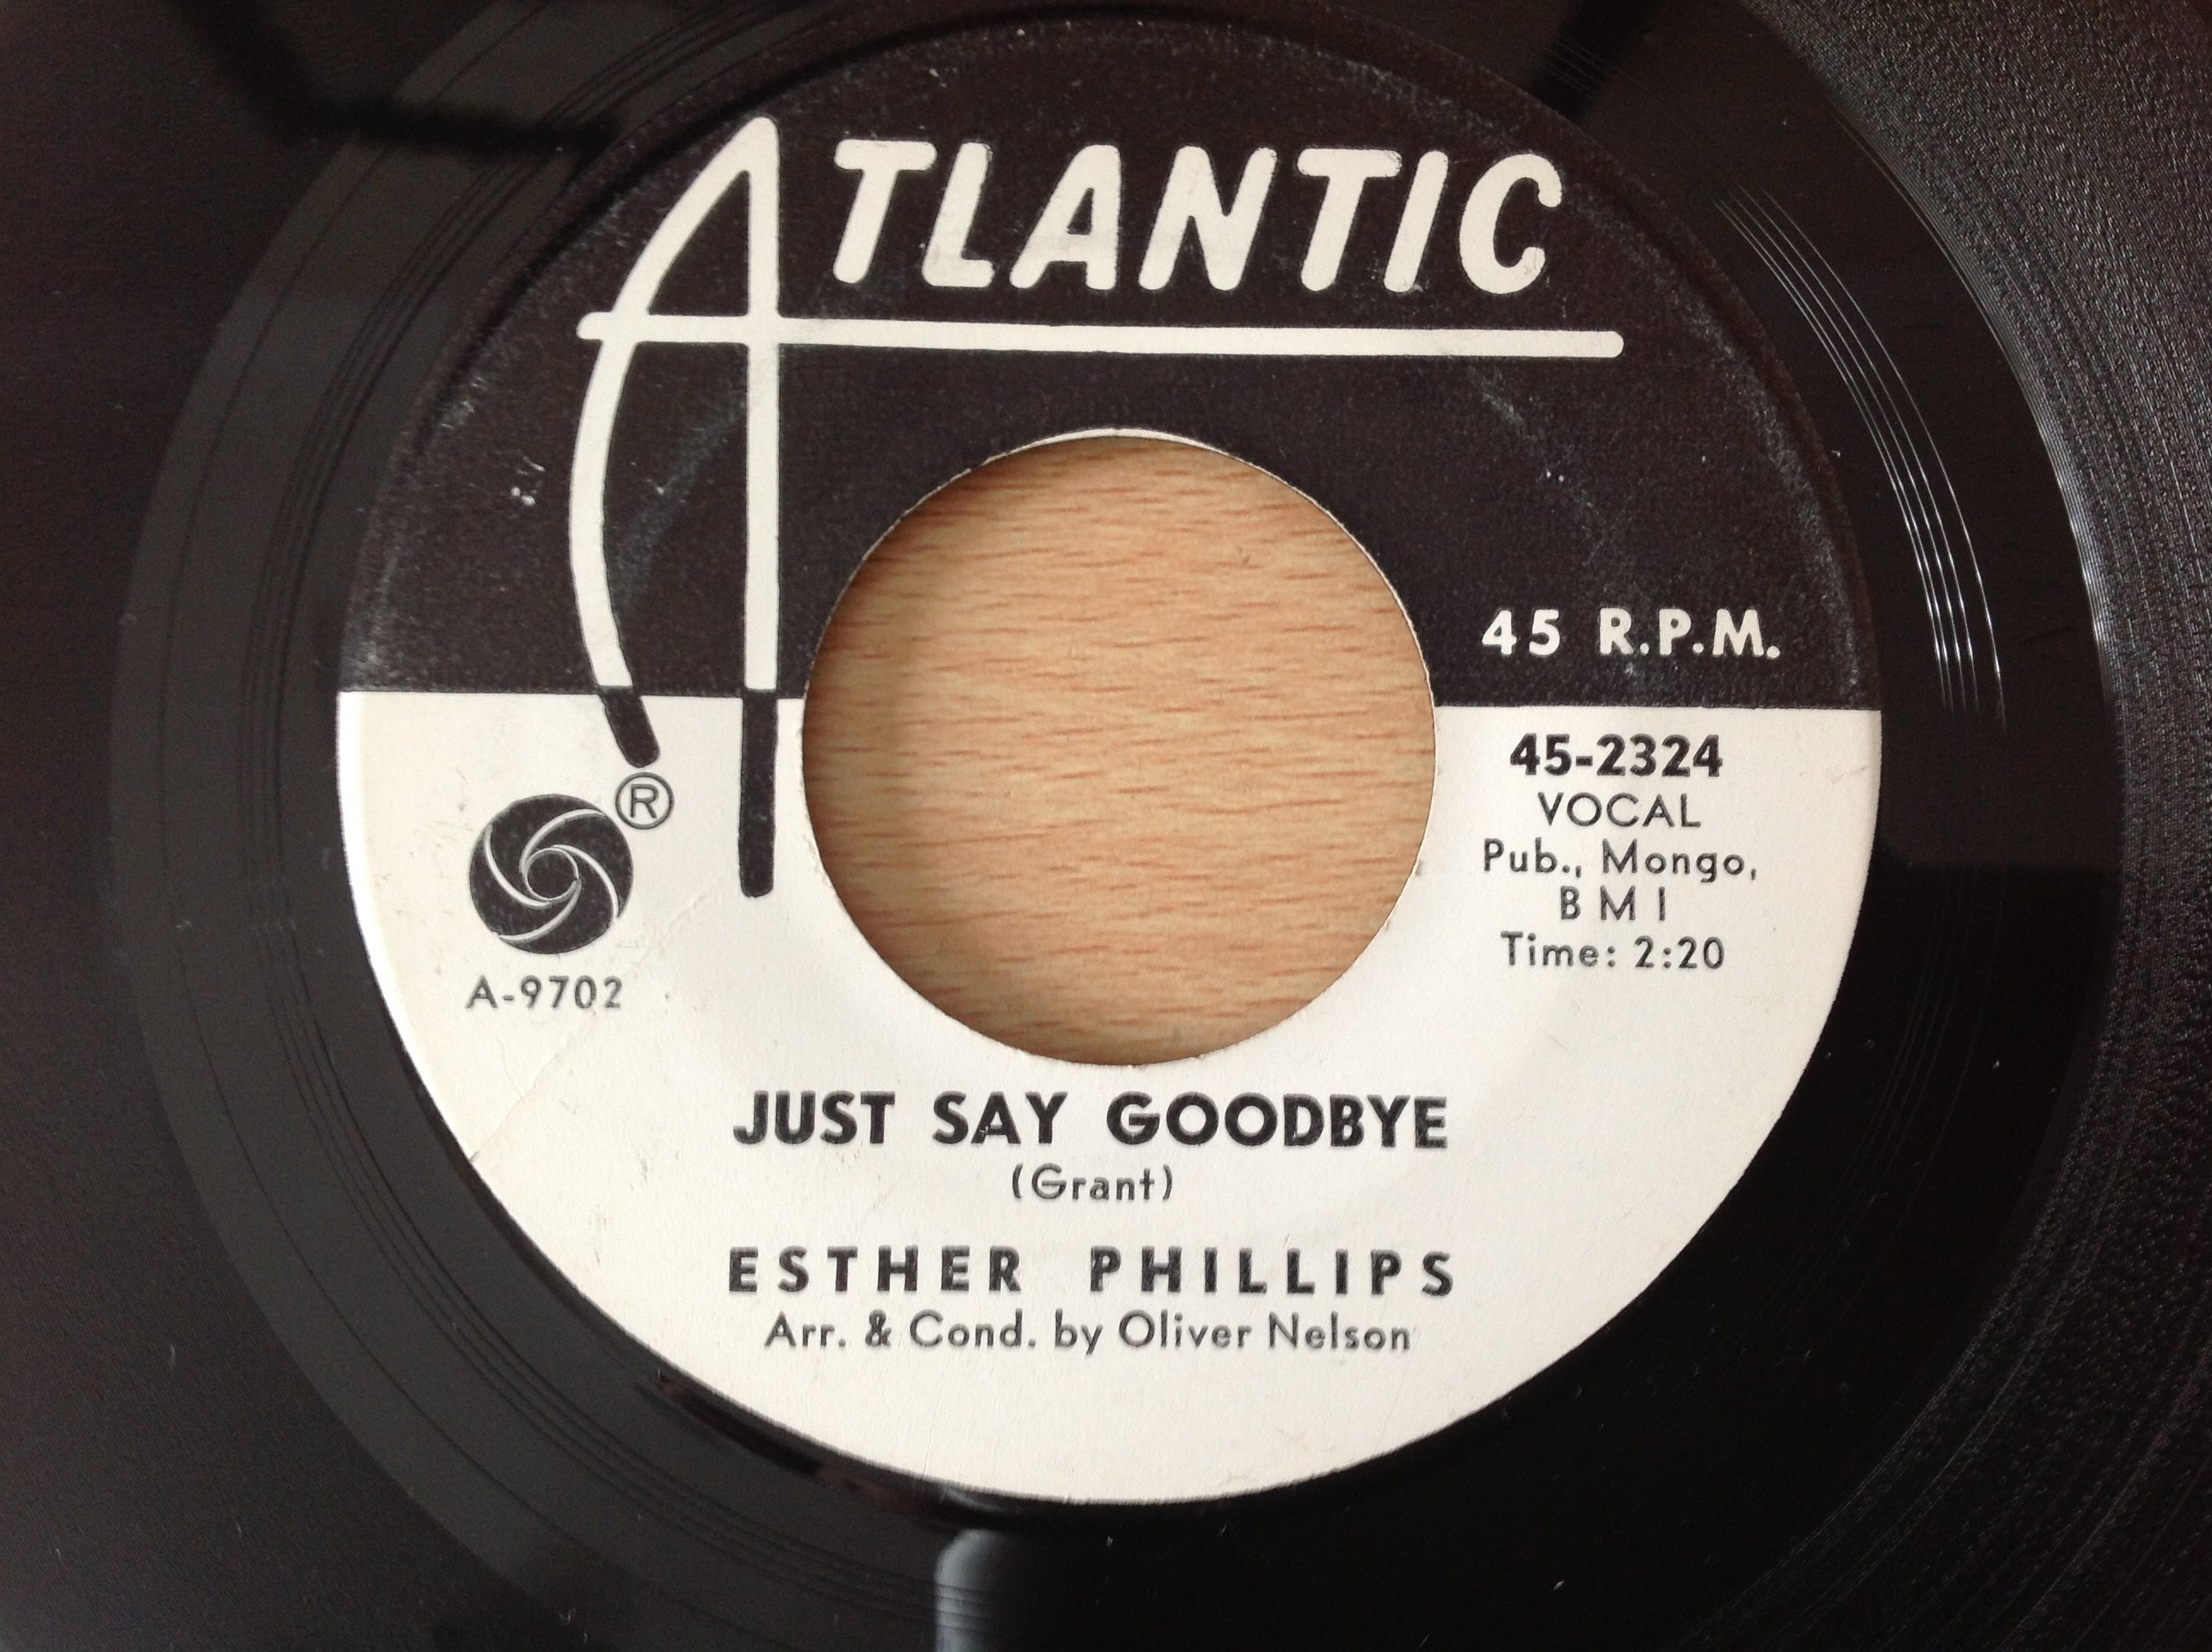 ATLANTIC
45 R.P.M.
45-2324
VOCAL
Pub., Mongo,
BMI
Time: 2:20
®
A-9702
JUST SAY GOODBYE
(Grant)
ESTHER PHILLIPS
Arr. & Cond. by Oliver Nelson